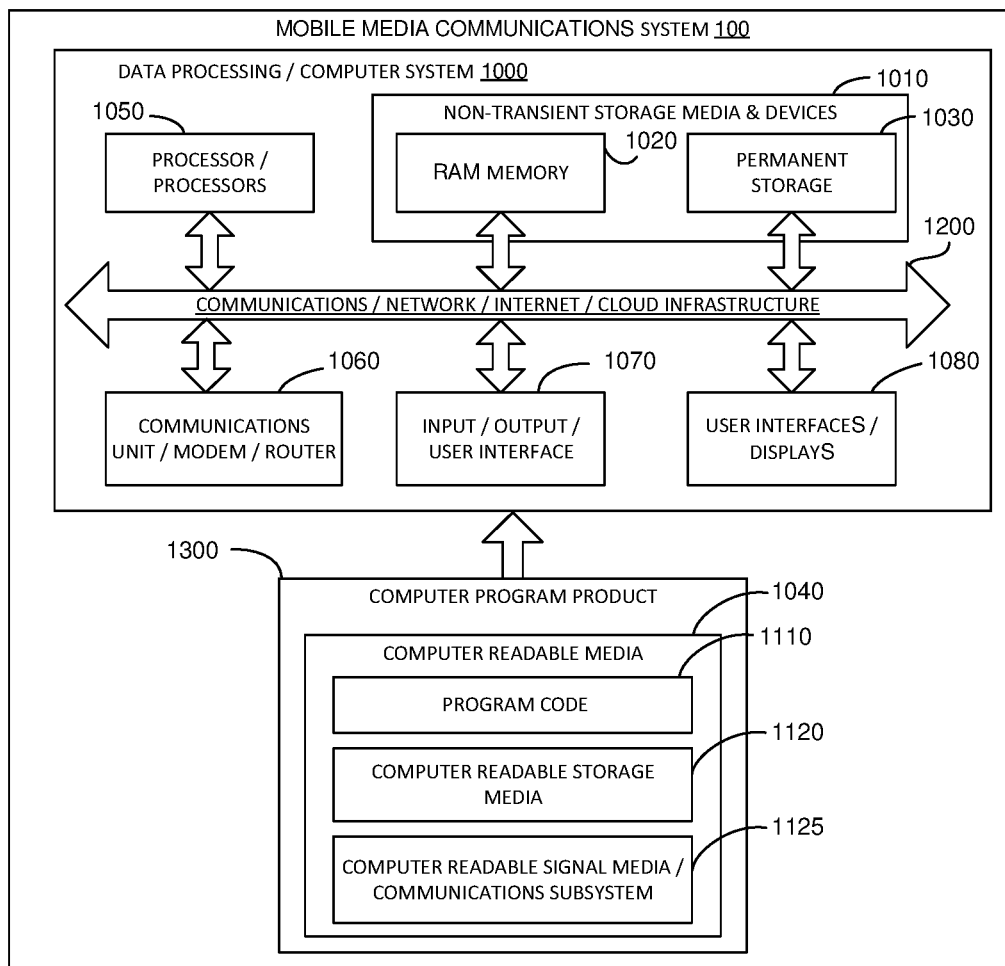 MOBILE MEDIA COMMUNICATIONS SYSTEM 100
DATA PROCESSING / COMPUTER SYSTEM 1000
1010
1050
NON-TRANSIENT STORAGE MEDIA & DEVICES
1030
1020
PROCESSOR /
PROCESSORS
RAM MEMORY
PERMANENT
STORAGE
1200
COMMUNICATIONS / NETWORK / INTERNET / CLOUD INFRASTRUCTURE
1060
1070
1080
COMMUNICATIONS
UNIT / MODEM / ROUTER
INPUT / OUTPUT /
USER INTERFACE
USER INTERFACES /
DISPLAYS
1300
COMPUTER PROGRAM PRODUCT
1040
COMPUTER READABLE MEDIA
1110
PROGRAM CODE
1120
COMPUTER READABLE STORAGE
MEDIA
1125
COMPUTER READABLE SIGNAL MEDIA /
COMMUNICATIONS SUBSYSTEM